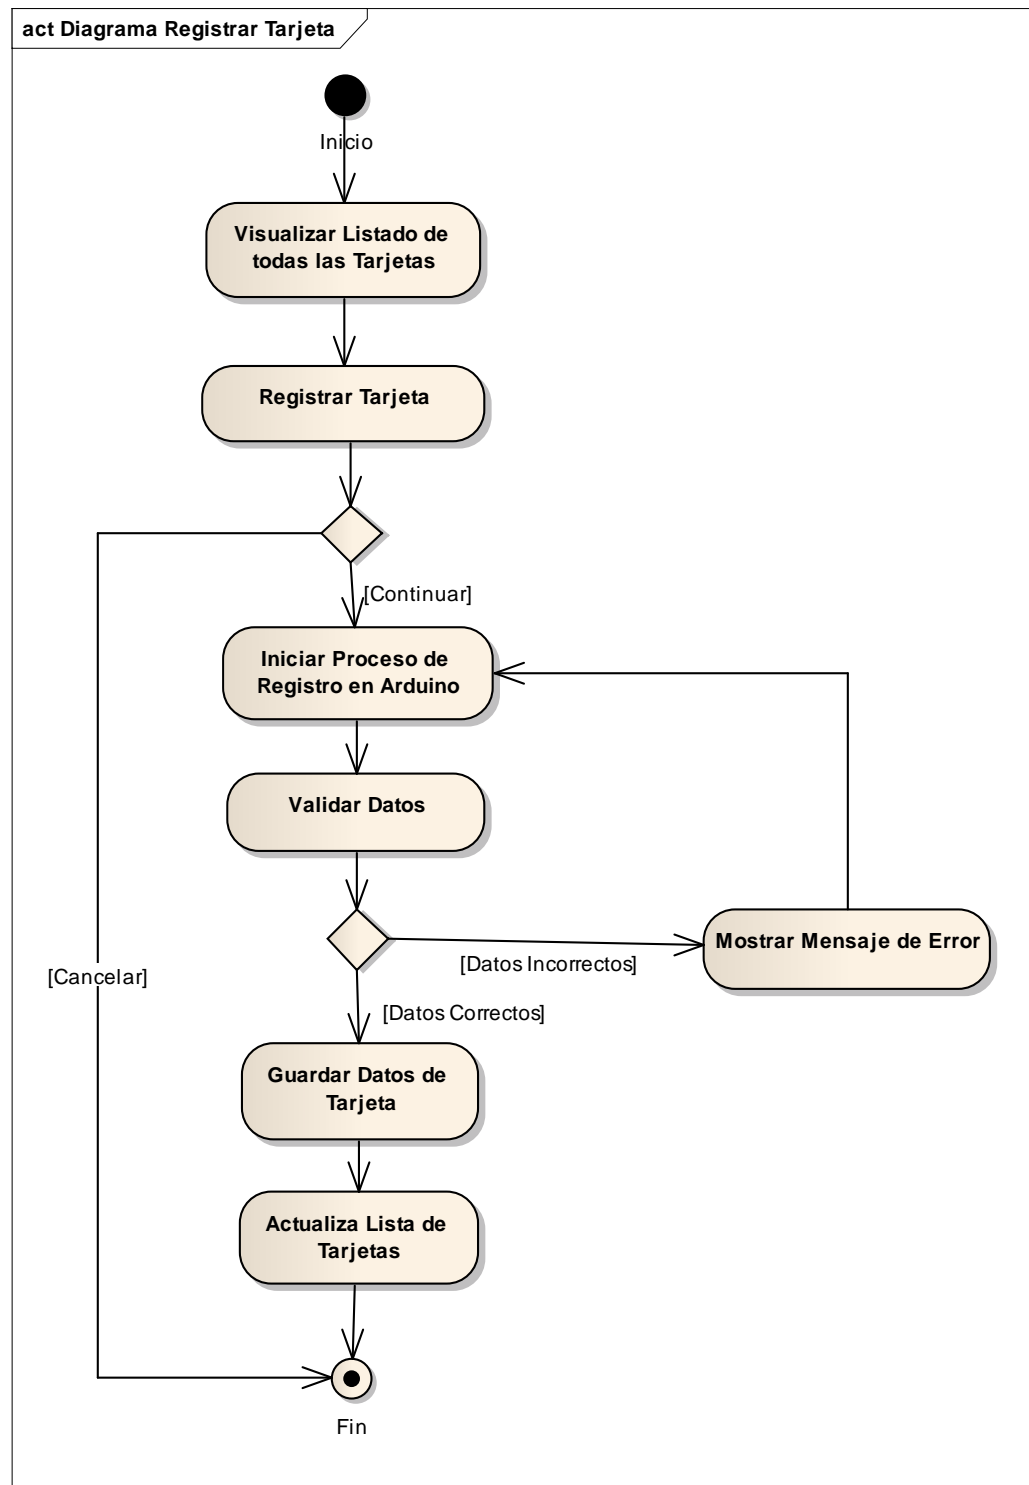 act Diagrama Registrar Tarjeta
Inicio
Visualizar Listado de
todas las Tarjetas
Registrar Tarjeta
[Continuar]
Iniciar Proceso de
Registro en Arduino
Validar Datos
Mostrar Mensaje de Error
[Datos Incorrectos]
[Cancelar]
[Datos Correctos]
Guardar Datos de
Tarjeta
Actualiza Lista de
Tarjetas
Fin